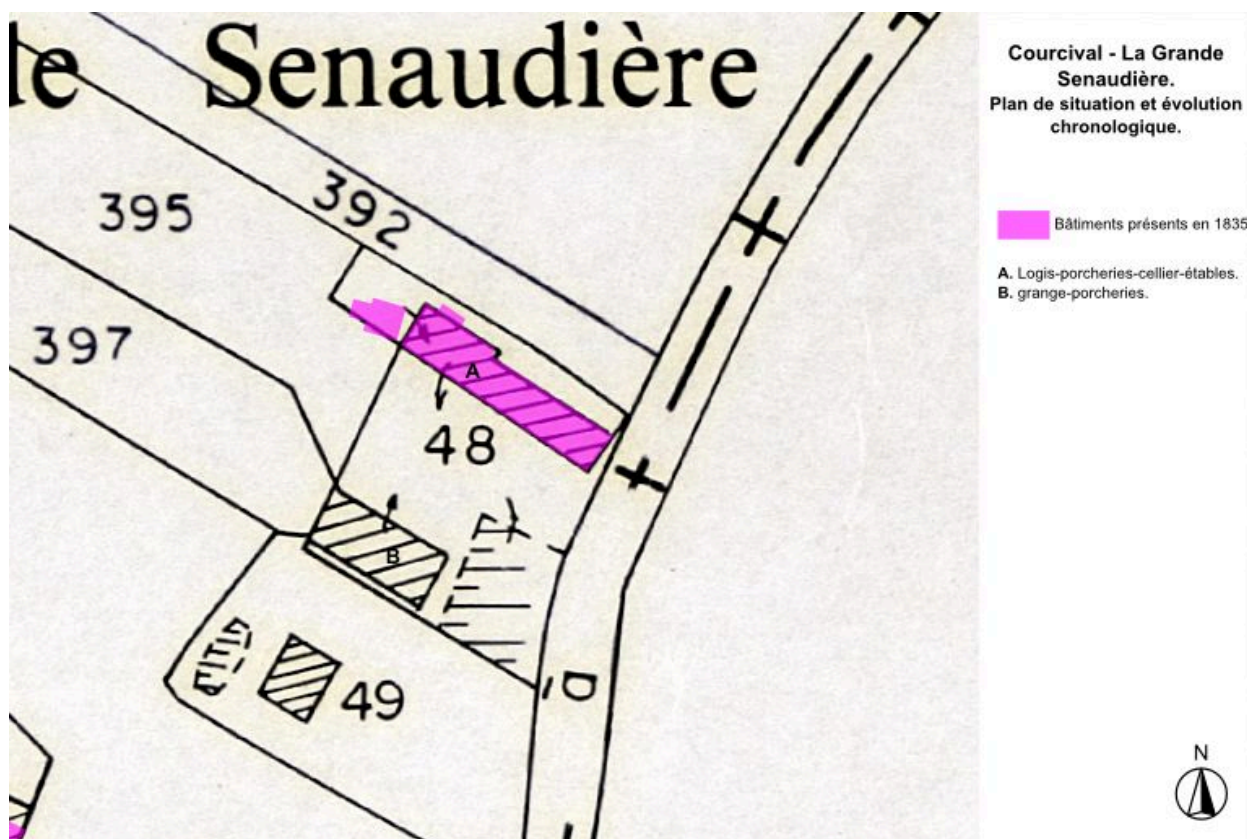 de Senaudière
392
395
397
A
48
B
49
D
Courcival - La Grande
Senaudière.
Plan de situation et évolution
chronologique.
Bâtiments présents en 1835
A. Logis-porcheries-cellier-étables.
B. grange-porcheries.
N